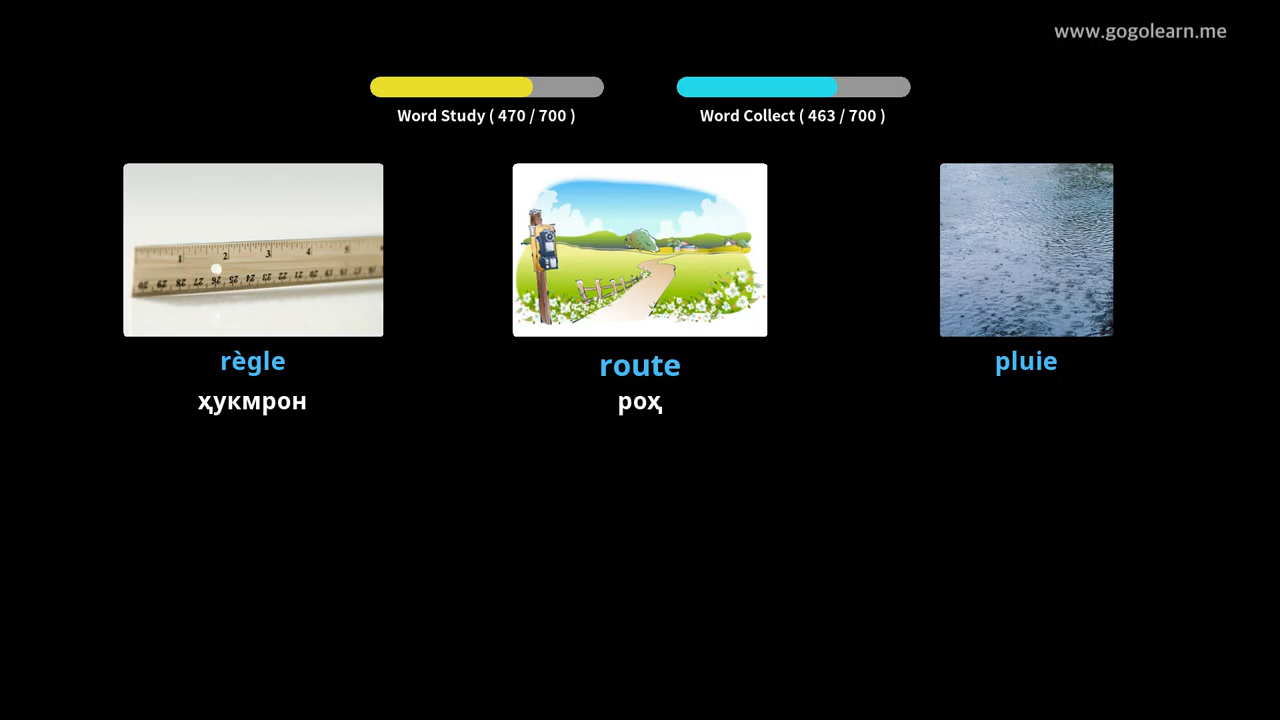 www.gogolearn.me
Word Study ( 470 / 700 )
Word Collect ( 463 / 700 )
règle
route
pluie
ҳукмрон
роҳ